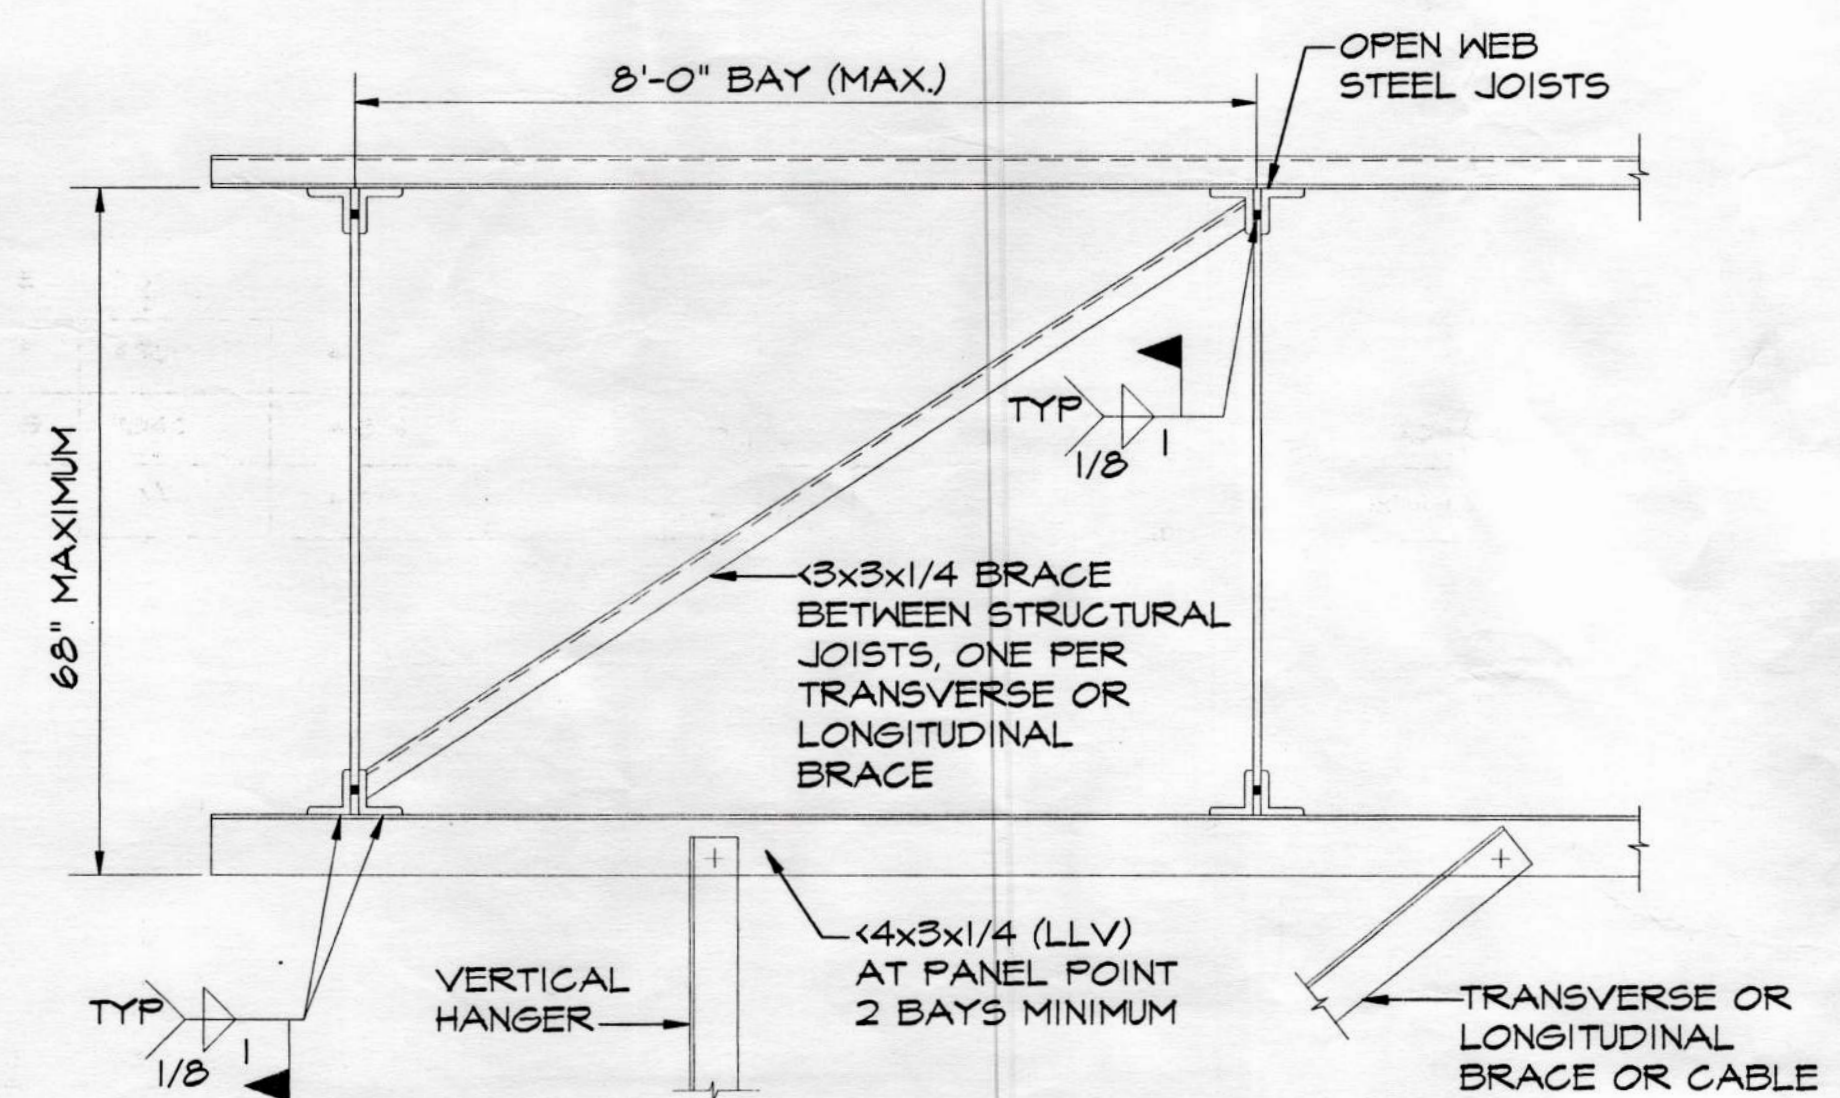 8'-0" BAY (MAX.)
OPEN WEB
STEEL JOISTS
68" MAXIMUM
TYP
1/8
1
<3x3x1/4 BRACE
BETWEEN STRUCTURAL
JOISTS, ONE PER
TRANSVERSE OR
LONGITUDINAL
BRACE
<4x3x1/4 (LLV)
AT PANEL POINT
2 BAYS MINIMUM
VERTICAL
HANGER
TYP
1/8
1
TRANSVERSE OR
LONGITUDINAL
BRACE OR CABLE